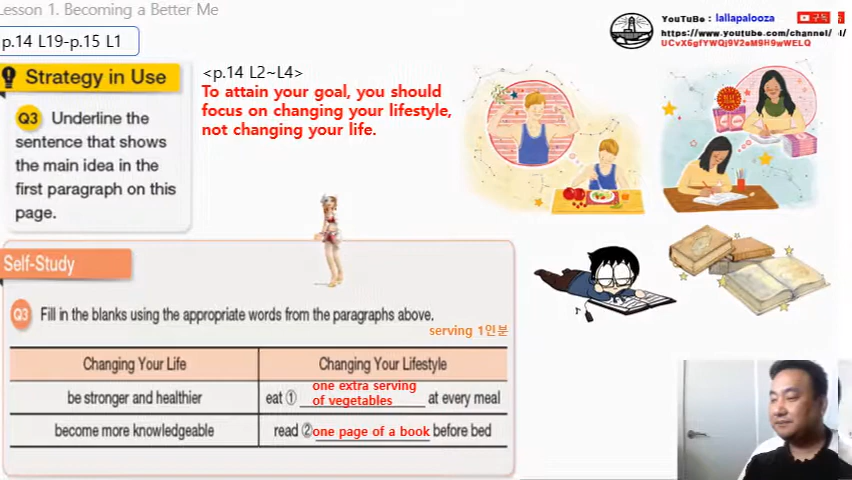 Lesson 1. Becoming a Better Me
p.14 L19-p.15 L1
YouTuBe : lallapalooza
구독
https://www.youtube.com/channel/
UCvX6gfYWQj9V2eM9H9wWELQ
Strategy in Use
Q3 Underline the
sentence that shows
the main idea in the
first paragraph on this
page.
<p.14 L2~L4>
To attain your goal, you should
focus on changing your lifestyle,
not changing your life.
Self-Study
Q3 Fill in the blanks using the appropriate words from the paragraphs above.
serving 1인분
Changing Your Life
Changing Your Lifestyle
be stronger and healthier
eat ① one extra serving
of vegetables at every meal
become more knowledgeable
read ② one page of a book before bed